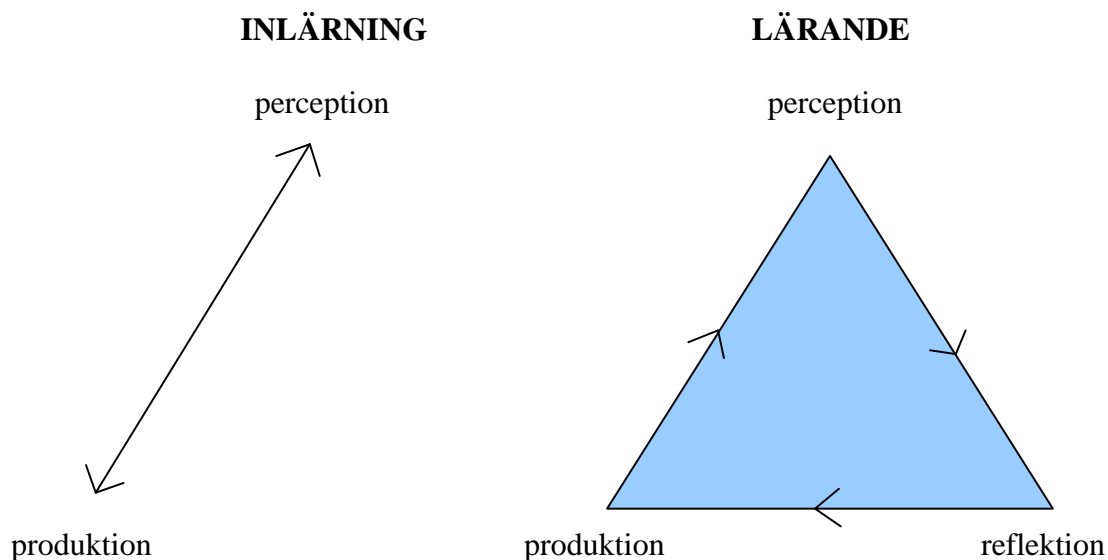 INLÄRNING LÄRANDE
perception perception
produktion produktion reflektion